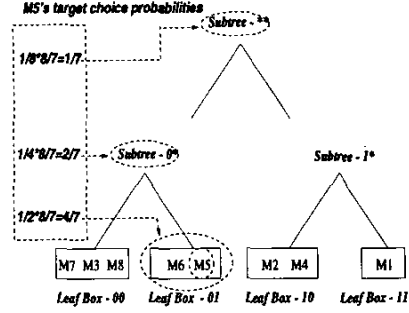 M5's target choice probabilities
Subtree - **
1/8*8/7=1/7
1/4*8/7=2/7
Subtree - 0*
Subtree - 1*
1/2*8/7=4/7
M7 M3 M8
M6 M5
M2 M4
M1
Leaf Box - 00
Leaf Box - 01
Leaf Box - 10
Leaf Box - 11